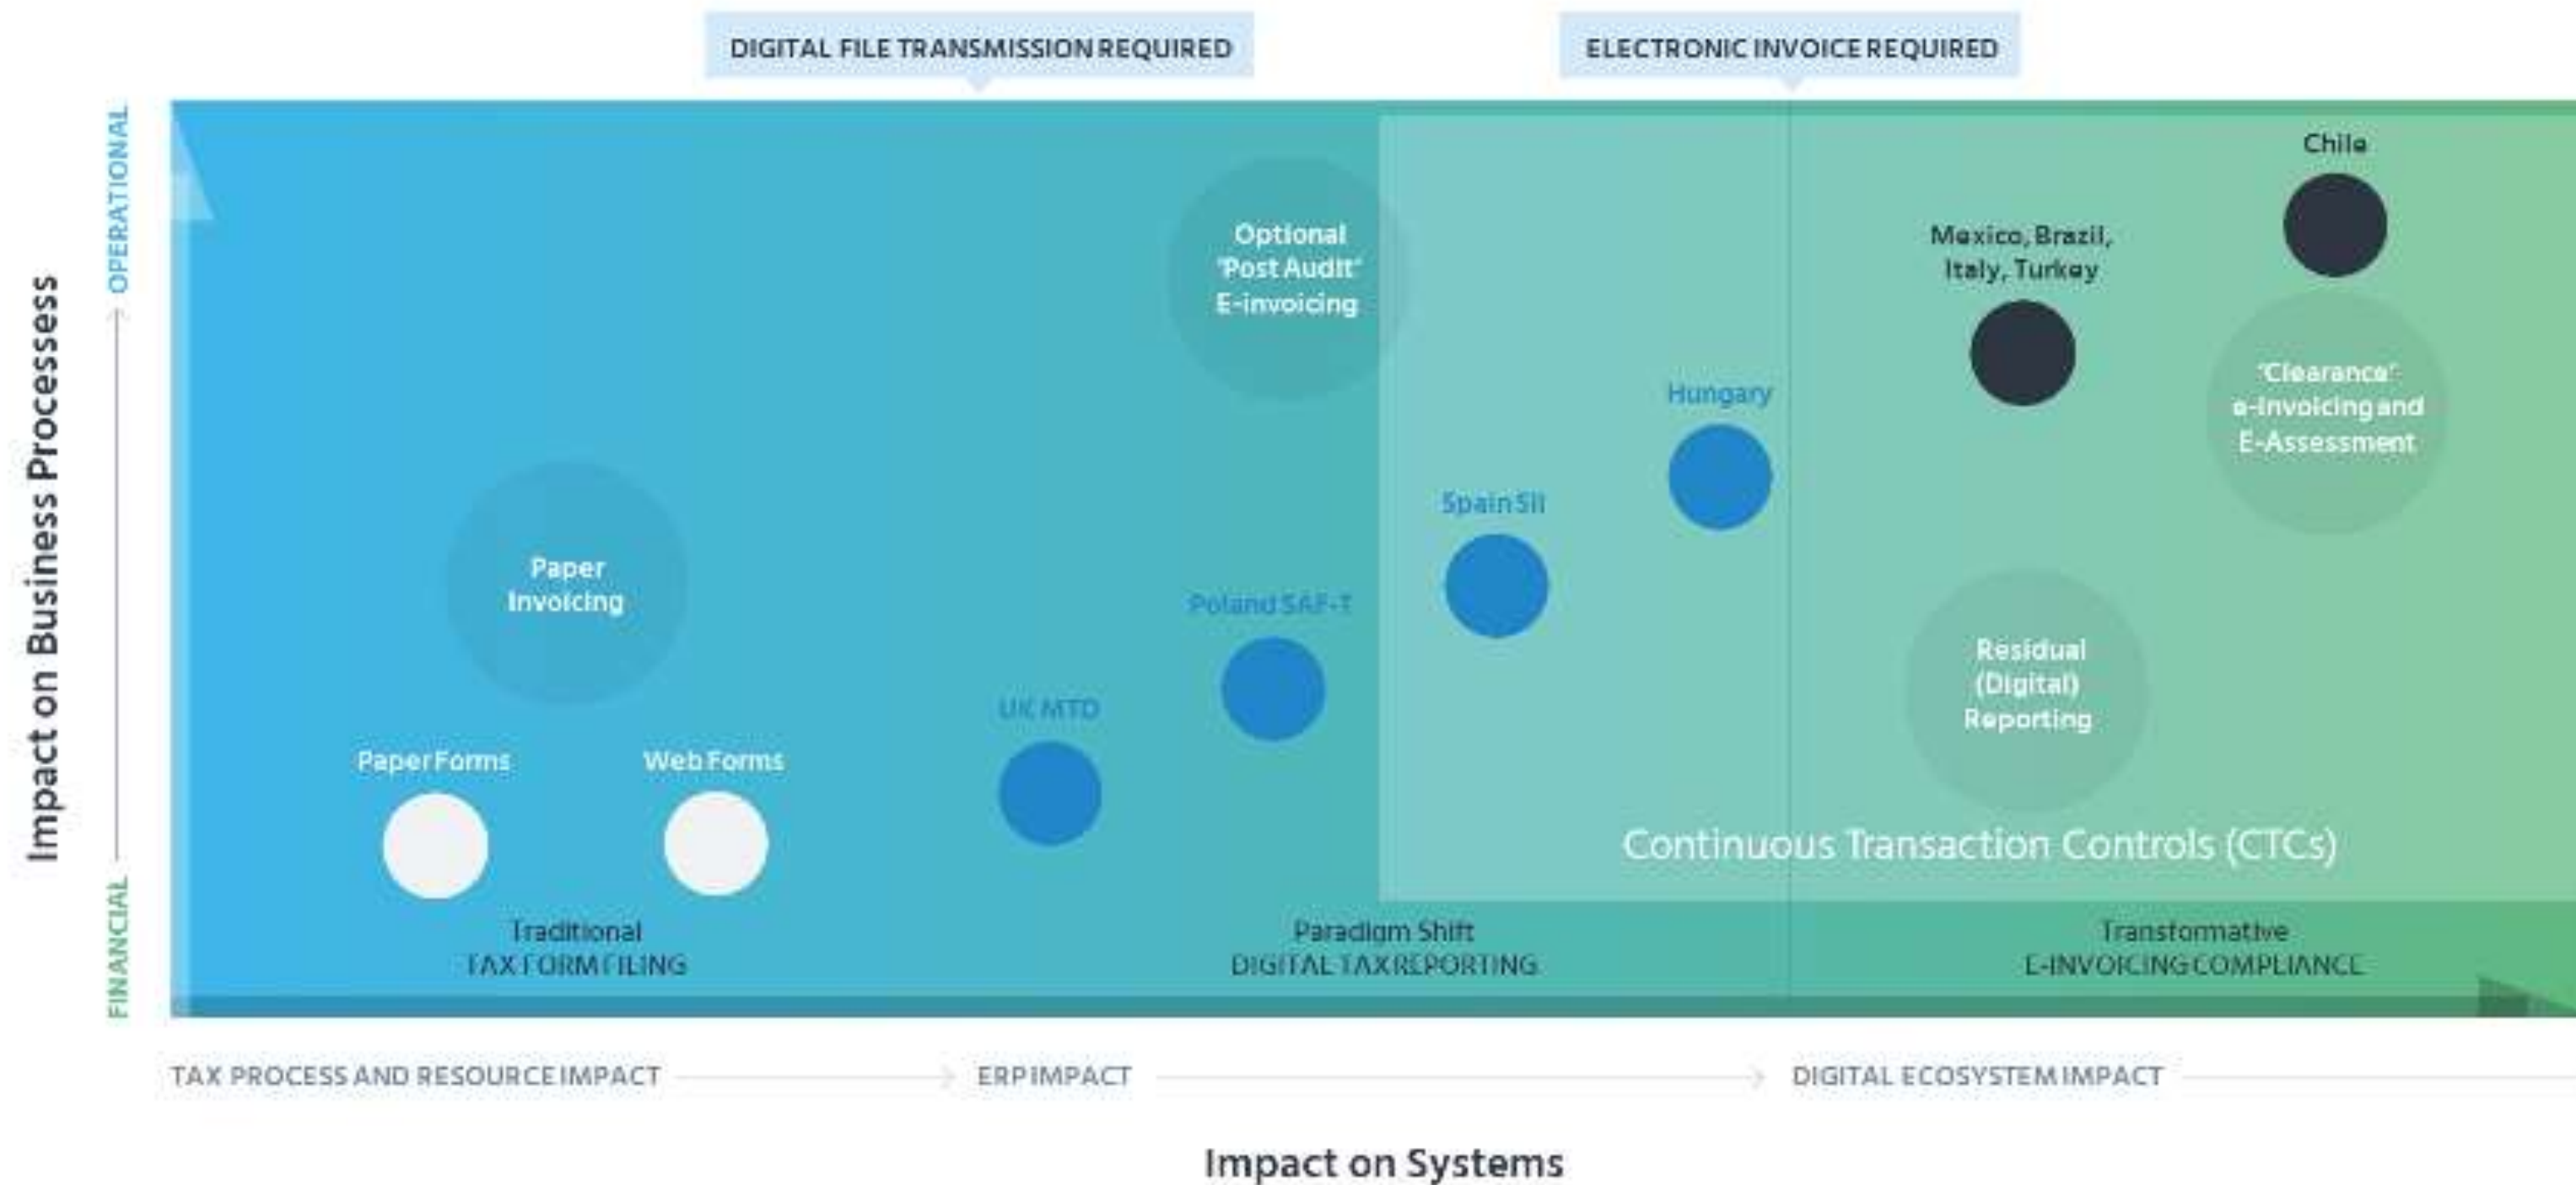 DIGITAL FILE TRANSMISSION REQUIRED
ELECTRONIC INVOICE REQUIRED
Impact on Business Processess
OPERATIONAL
FINANCIAL
Chile
Mexico, Brazil,
Italy, Turkey
Optional
"Post Audit"
E-invoicing
"Clearance"
e-Invoicing and
E-Assessment
Hungary
Spain SII
Paper
Invoicing
Poland SAF-T
Residual
(Digital)
Reporting
UK MTD
Paper Forms
Web Forms
Continuous Transaction Controls (CTCs)
Traditional
TAX FORM FILING
Paradigm Shift
DIGITAL TAX REPORTING
Transformative
E-INVOICING COMPLIANCE
TAX PROCESS AND RESOURCE IMPACT
ERP IMPACT
DIGITAL ECOSYSTEM IMPACT
Impact on Systems